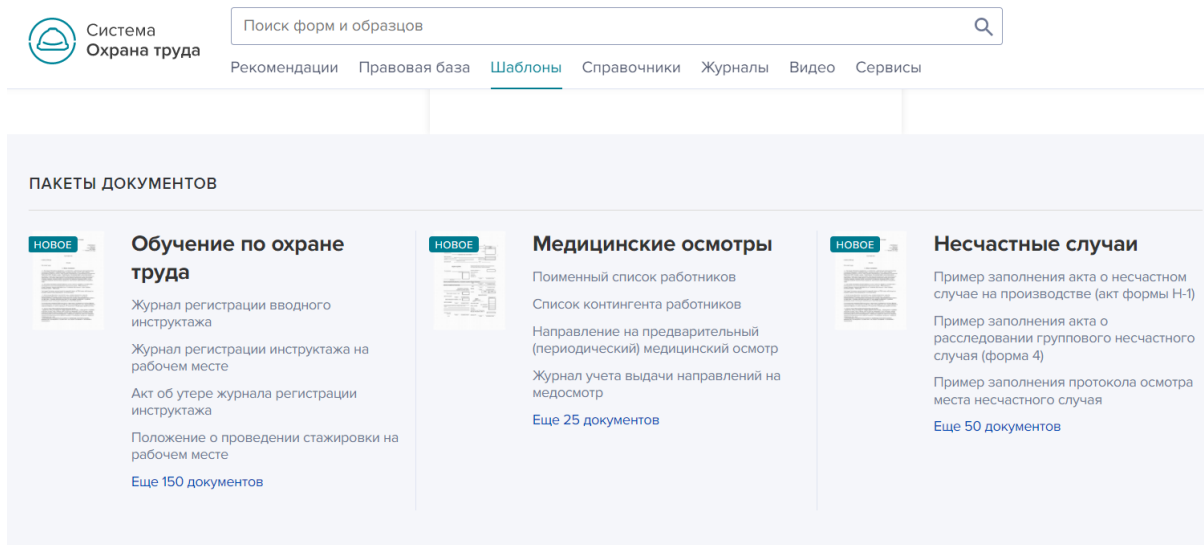 Система
Охрана труда
Поиск форм и образцов
Рекомендации Правовая база Шаблоны Справочники Журналы Видео Сервисы
ПАКЕТЫ ДОКУМЕНТОВ
НОВОЕ
Обучение по охране
труда
Журнал регистрации вводного
инструктажа
Журнал регистрации инструктажа на
рабочем месте
Акт об утере журнала регистрации
инструктажа
Положение о проведении стажировки на
рабочем месте
Еще 150 документов
НОВОЕ
Медицинские осмотры
Поименный список работников
Список контингента работников
Направление на предварительный
(периодический) медицинский осмотр
Журнал учета выдачи направлений на
медосмотр
Еще 25 документов
НОВОЕ
Несчастные случаи
Пример заполнения акта о несчастном
случае на производстве (акт формы Н-1)
Пример заполнения акта о
расследовании группового несчастного
случая (форма 4)
Пример заполнения протокола осмотра
места несчастного случая
Еще 50 документов